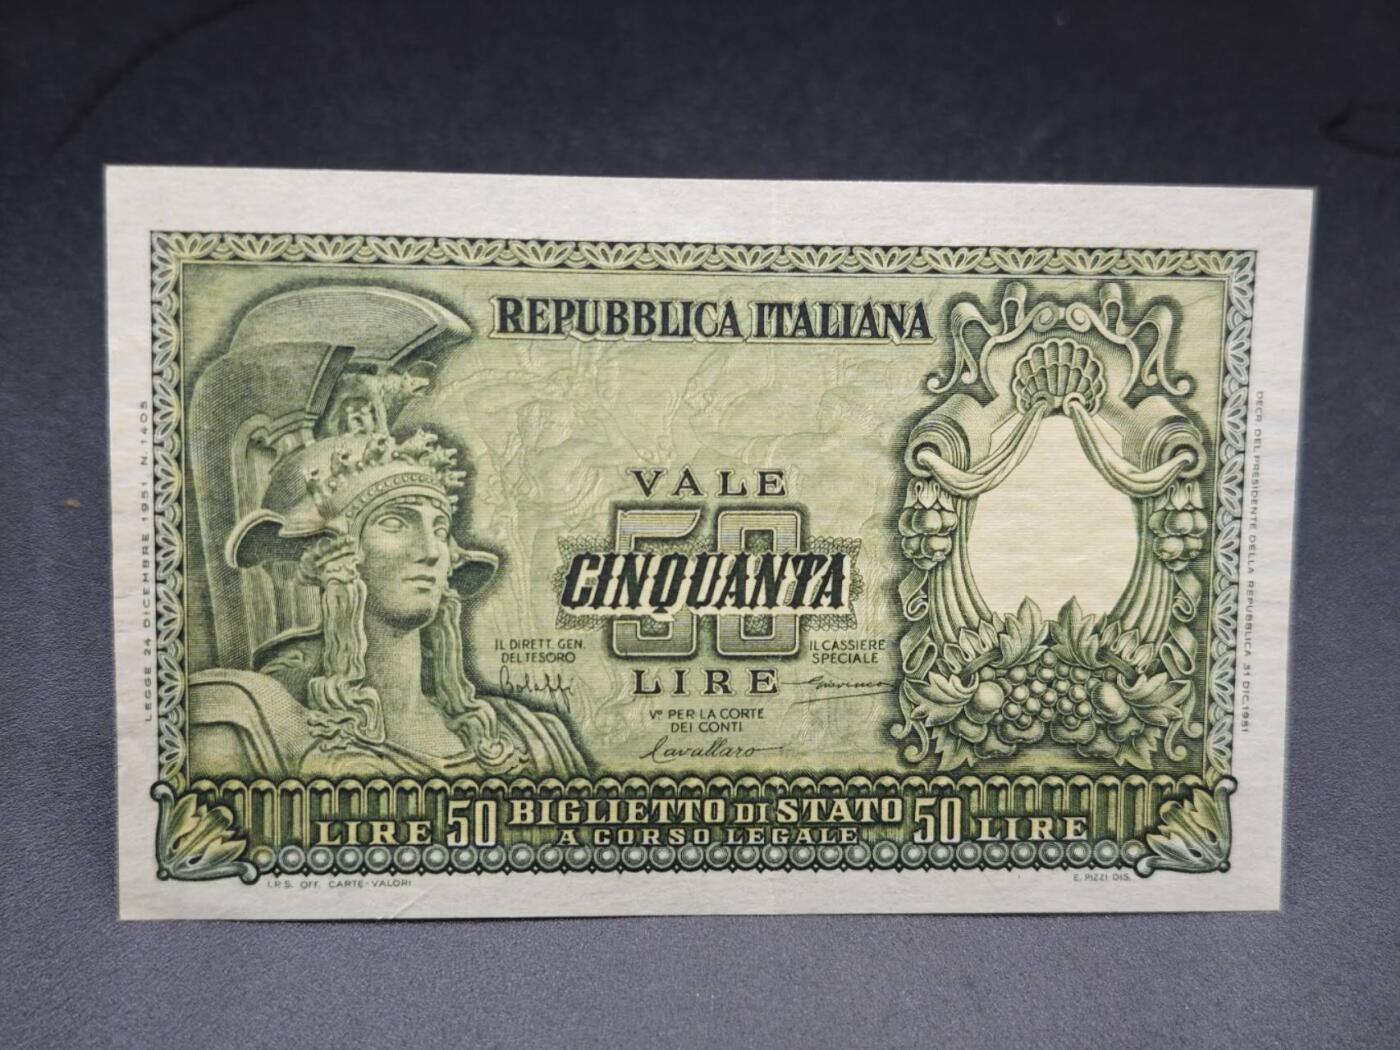 REPUBBLICA ITALIANA
VALE
50
CINQUANTA
LIRE
IL DIRETT. GEN.
DEL TESORO
Bolaffi
IL CASSIERE
SPECIALE
Giovinco
Vº PER LA CORTE
DEI CONTI
Cavallaro
LIRE 50 BIGLIETTO DI STATO 50 LIRE
A CORSO LEGALE
I.P.S. OFF. CARTE-VALORI
E. PIZZI DIS.
LEGGE 24 DICEMBRE 1951, N. 1405
DECR. DEL PRESIDENTE DELLA REPUBBLICA 31 DIC. 1951